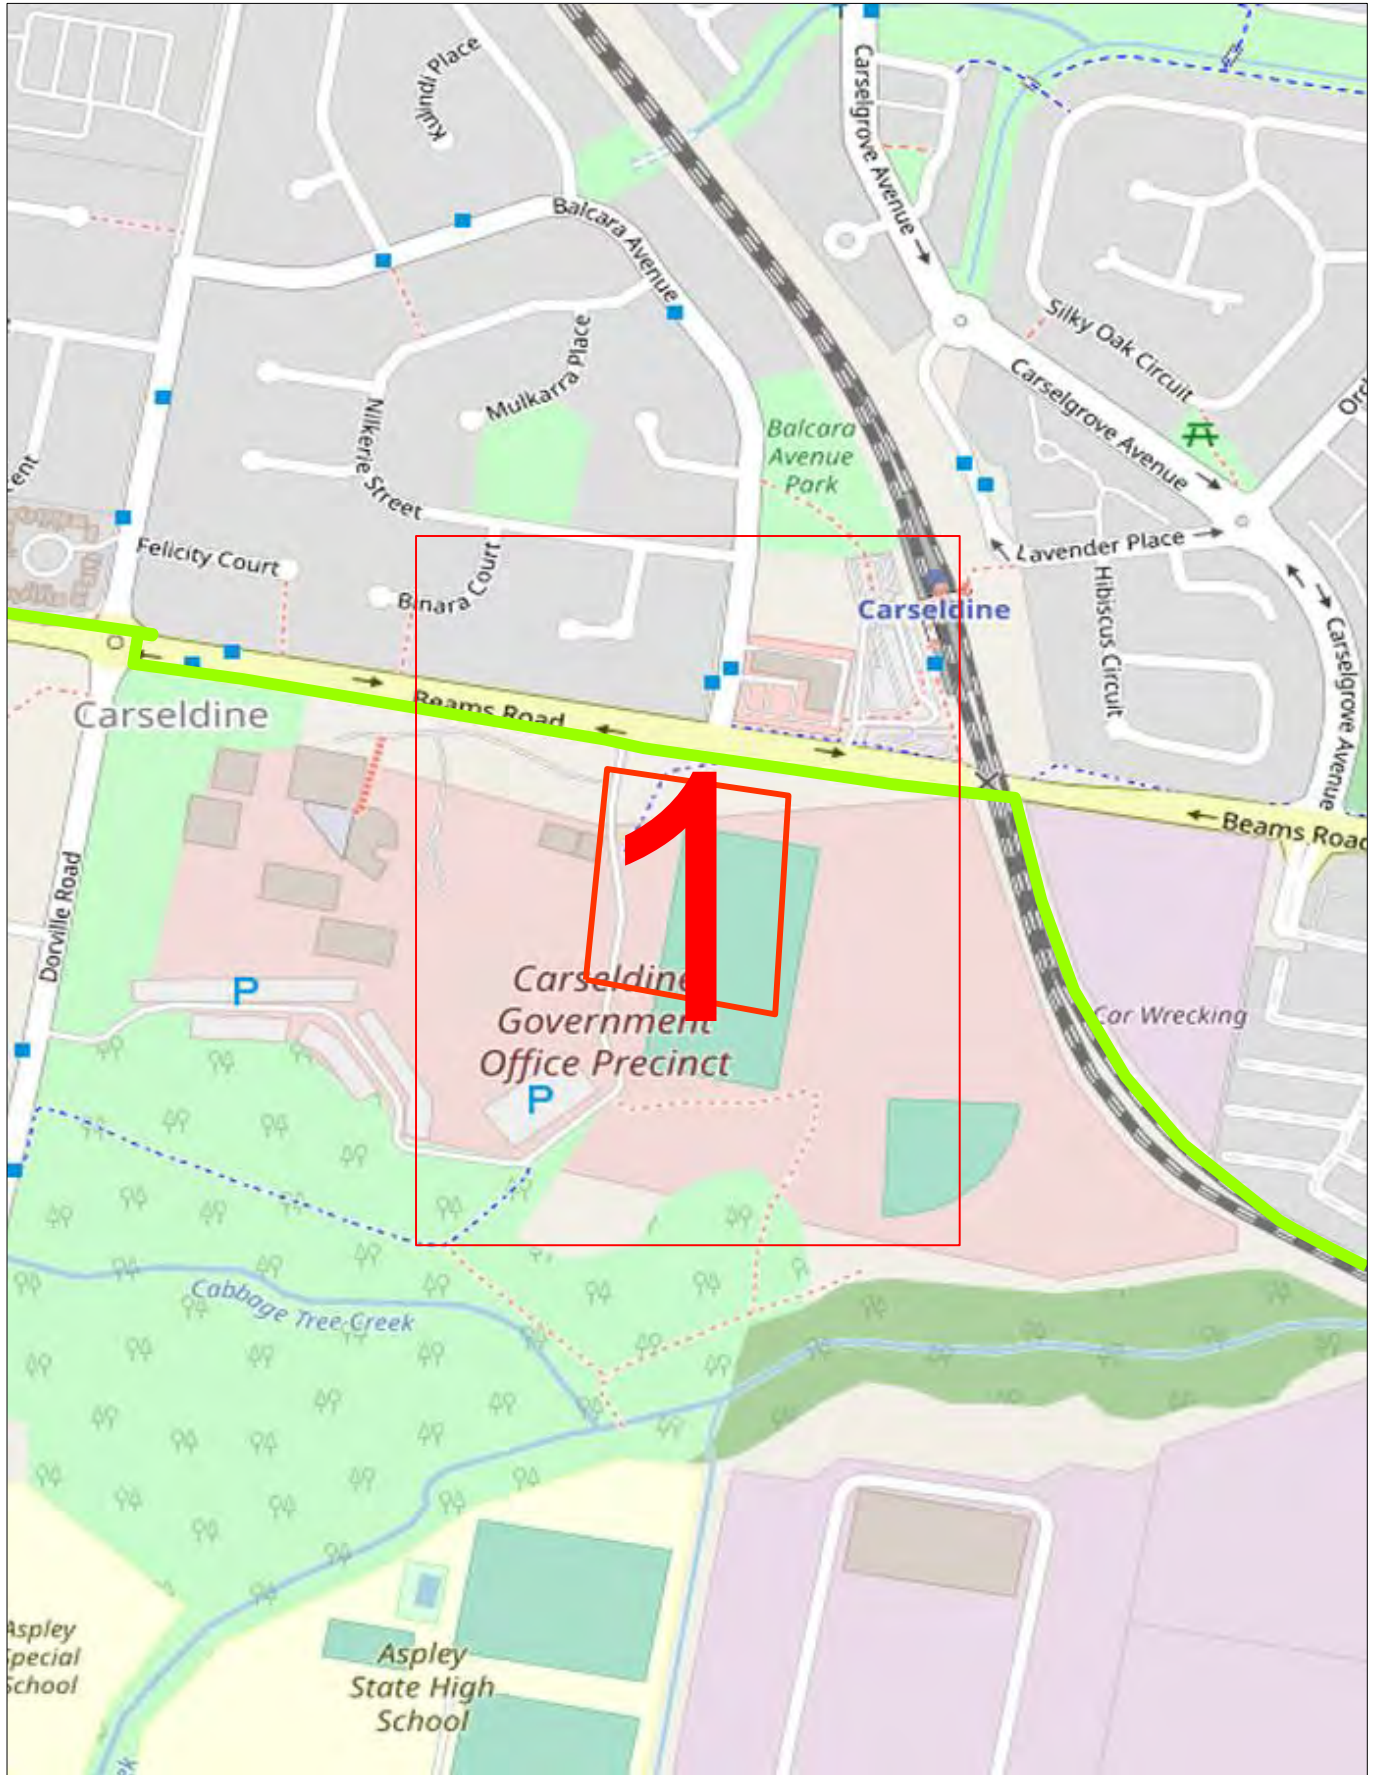 Kulindi Place
Carselgrove Avenue
Balcara Avenue
Silky Oak Circuit
Mulkarra Place
Carselgrove Avenue
Nilkerie Street
Balcara
Avenue
Park
Felicity Court
Binara Court
Lavender Place
Hibiscus Circuit
Carseldine
Carselgrove Avenue
Carseldine
Beams Road
Beams Road
1
Dorville Road
P
Carseldine
Government
Office Precinct
Car Wrecking
P
Cabbage Tree Creek
Aspley
Special
School
Aspley
State High
School